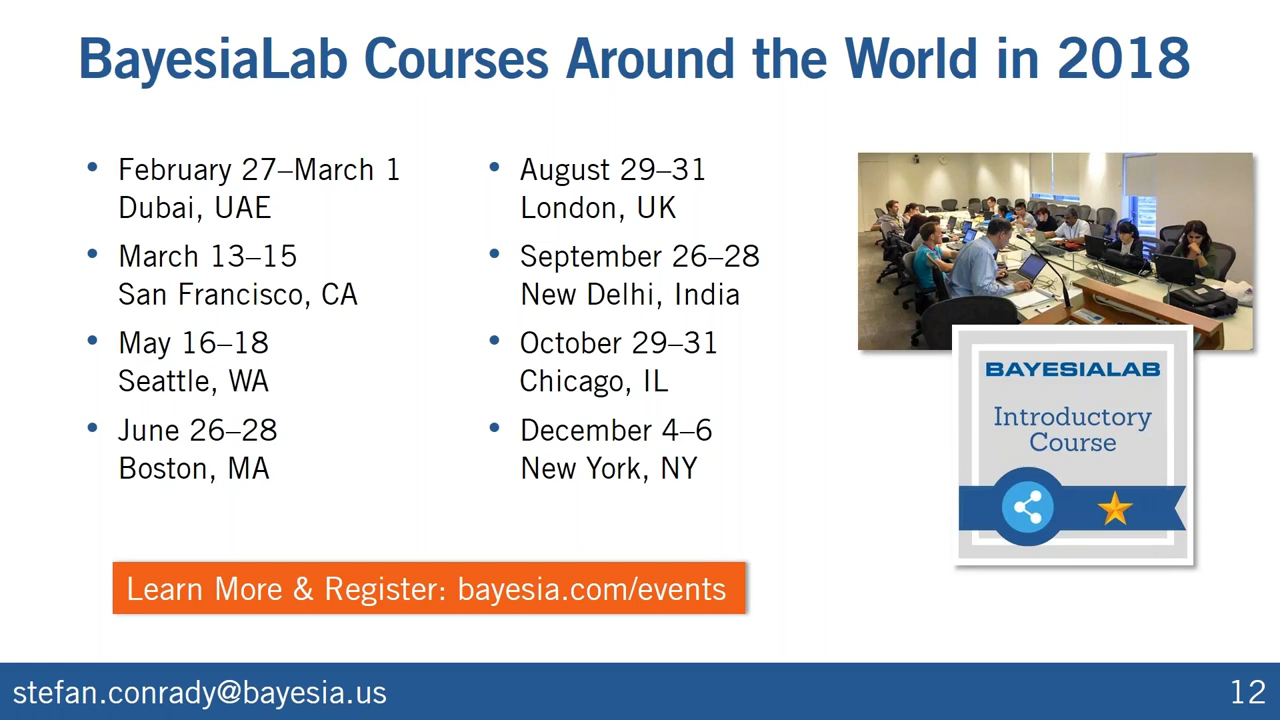 BayesiaLab Courses Around the World in 2018
• February 27–March 1
Dubai, UAE
• March 13–15
San Francisco, CA
• May 16–18
Seattle, WA
• June 26–28
Boston, MA
• August 29–31
London, UK
• September 26–28
New Delhi, India
• October 29–31
Chicago, IL
• December 4–6
New York, NY
BAYESIALAB
Introductory
Course
Learn More & Register: bayesia.com/events
stefan.conrady@bayesia.us
12